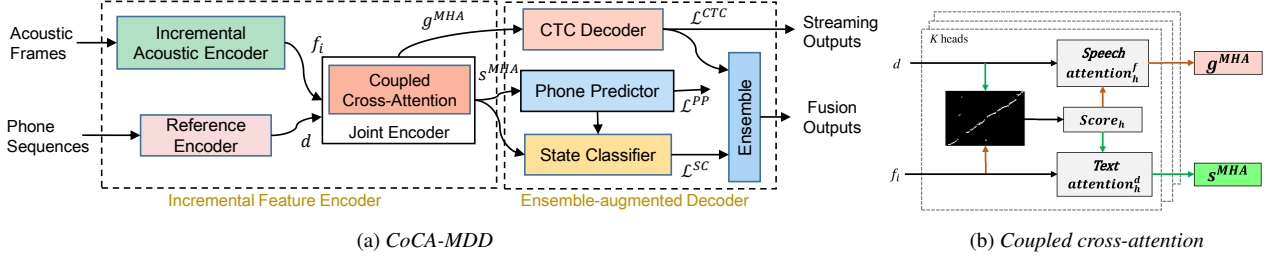 Acoustic
Frames
Incremental
Acoustic Encoder
f_i
g^{MHA}
CTC Decoder
ℒ^{CTC}
Streaming
Outputs
Coupled
Cross-Attention
Joint Encoder
s^{MHA}
Phone Predictor
ℒ^{PP}
Ensemble
Fusion
Outputs
Phone
Sequences
Reference
Encoder
d
State Classifier
ℒ^{SC}
Incremental Feature Encoder
Ensemble-augmented Decoder
(a) CoCA-MDD
K heads
d
Speech
attention_h^f
g^{MHA}
Score_h
f_i
Text
attention_h^d
s^{MHA}
(b) Coupled cross-attention